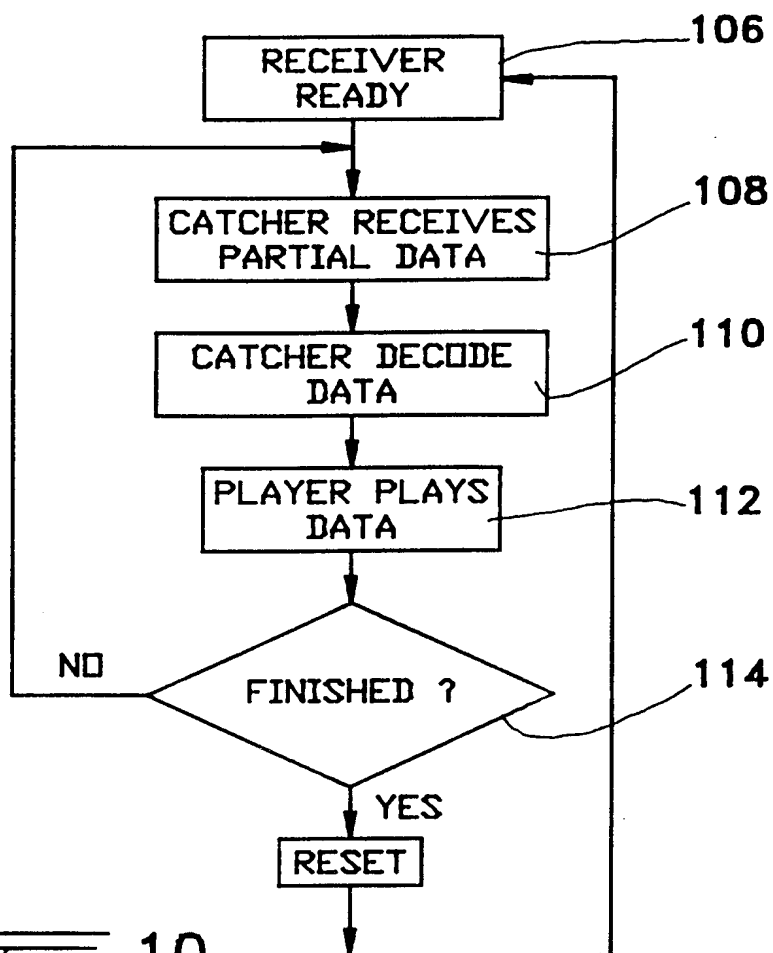 106
RECEIVER
READY
108
CATCHER RECEIVES
PARTIAL DATA
110
CATCHER DECODE
DATA
112
PLAYER PLAYS
DATA
114
NO
FINISHED ?
YES
RESET
10